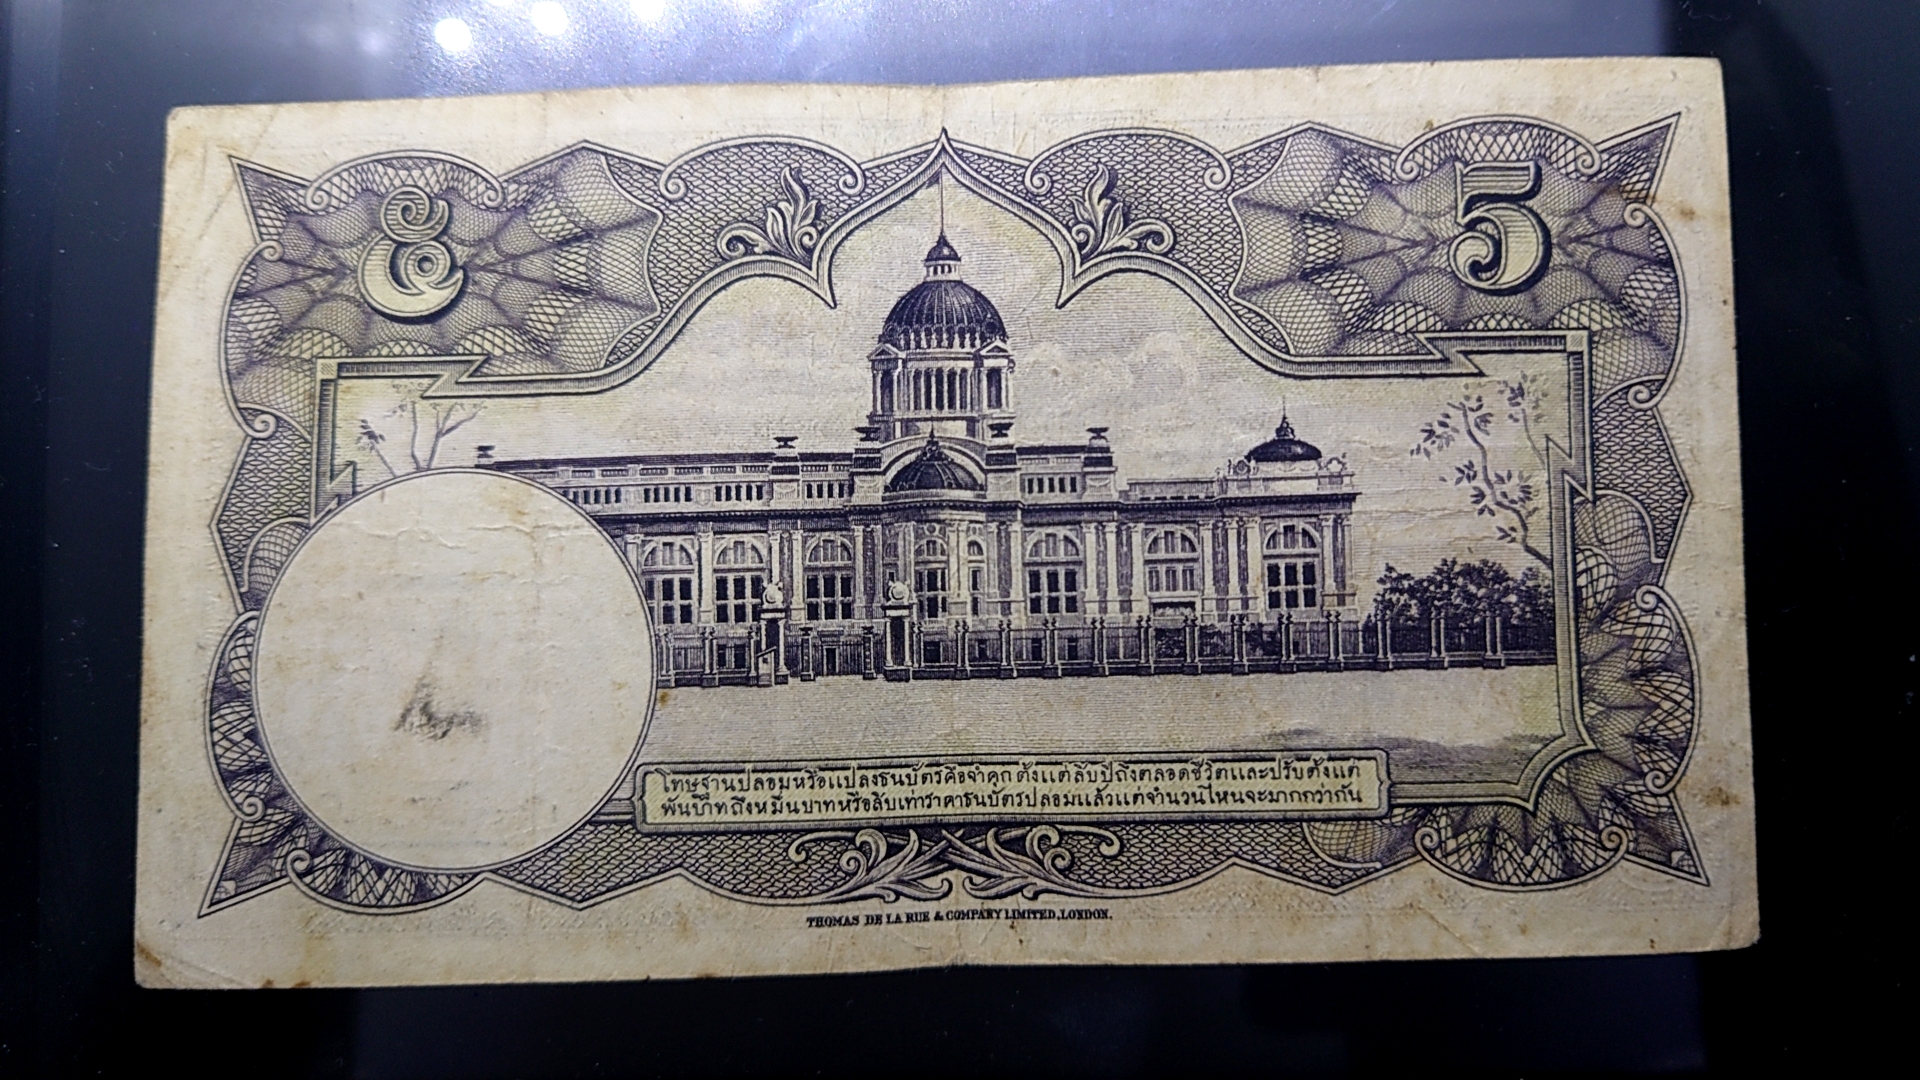 ๕ 5
โทษฐานปลอมหรือแปลงธนบัตรคือจำคุกตั้งแต่สิบปีถึงตลอดชีวิตและปรับตั้งแต่
พันบาทถึงหมื่นบาทหรือสิบเท่าราคาธนบัตรปลอมแล้วแต่จำนวนไหนจะมากกว่ากัน
THOMAS DE LA RUE & COMPANY LIMITED, LONDON.